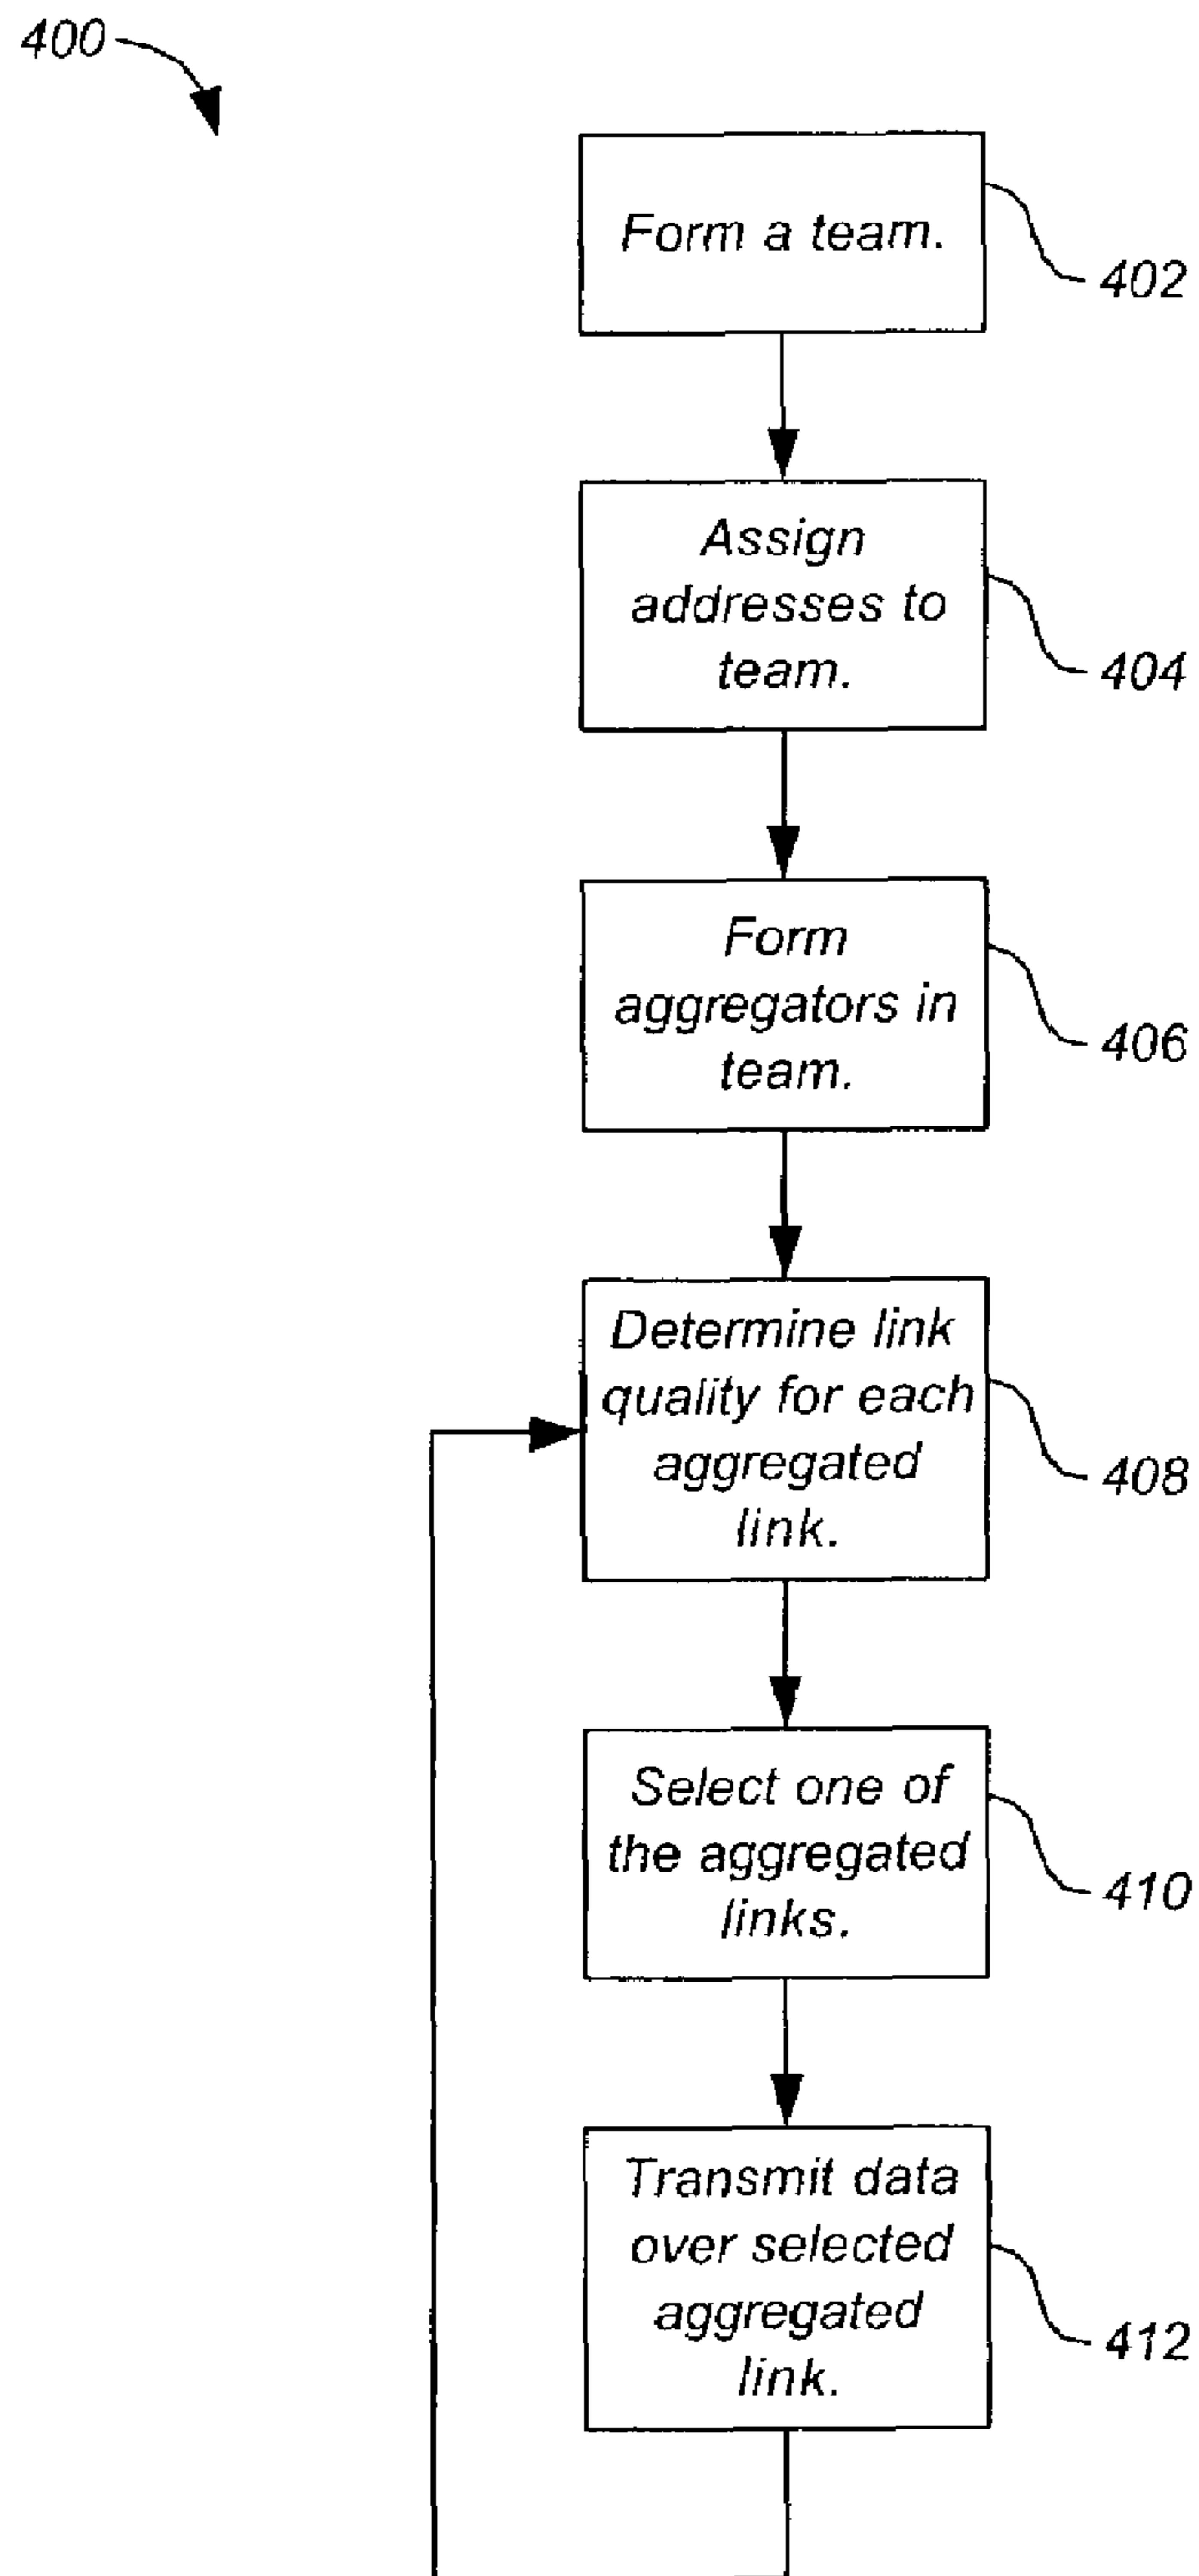 400
Form a team.
402
Assign
addresses to
team.
404
Form
aggregators in
team.
406
Determine link
quality for each
aggregated
link.
408
Select one of
the aggregated
links.
410
Transmit data
over selected
aggregated
link.
412